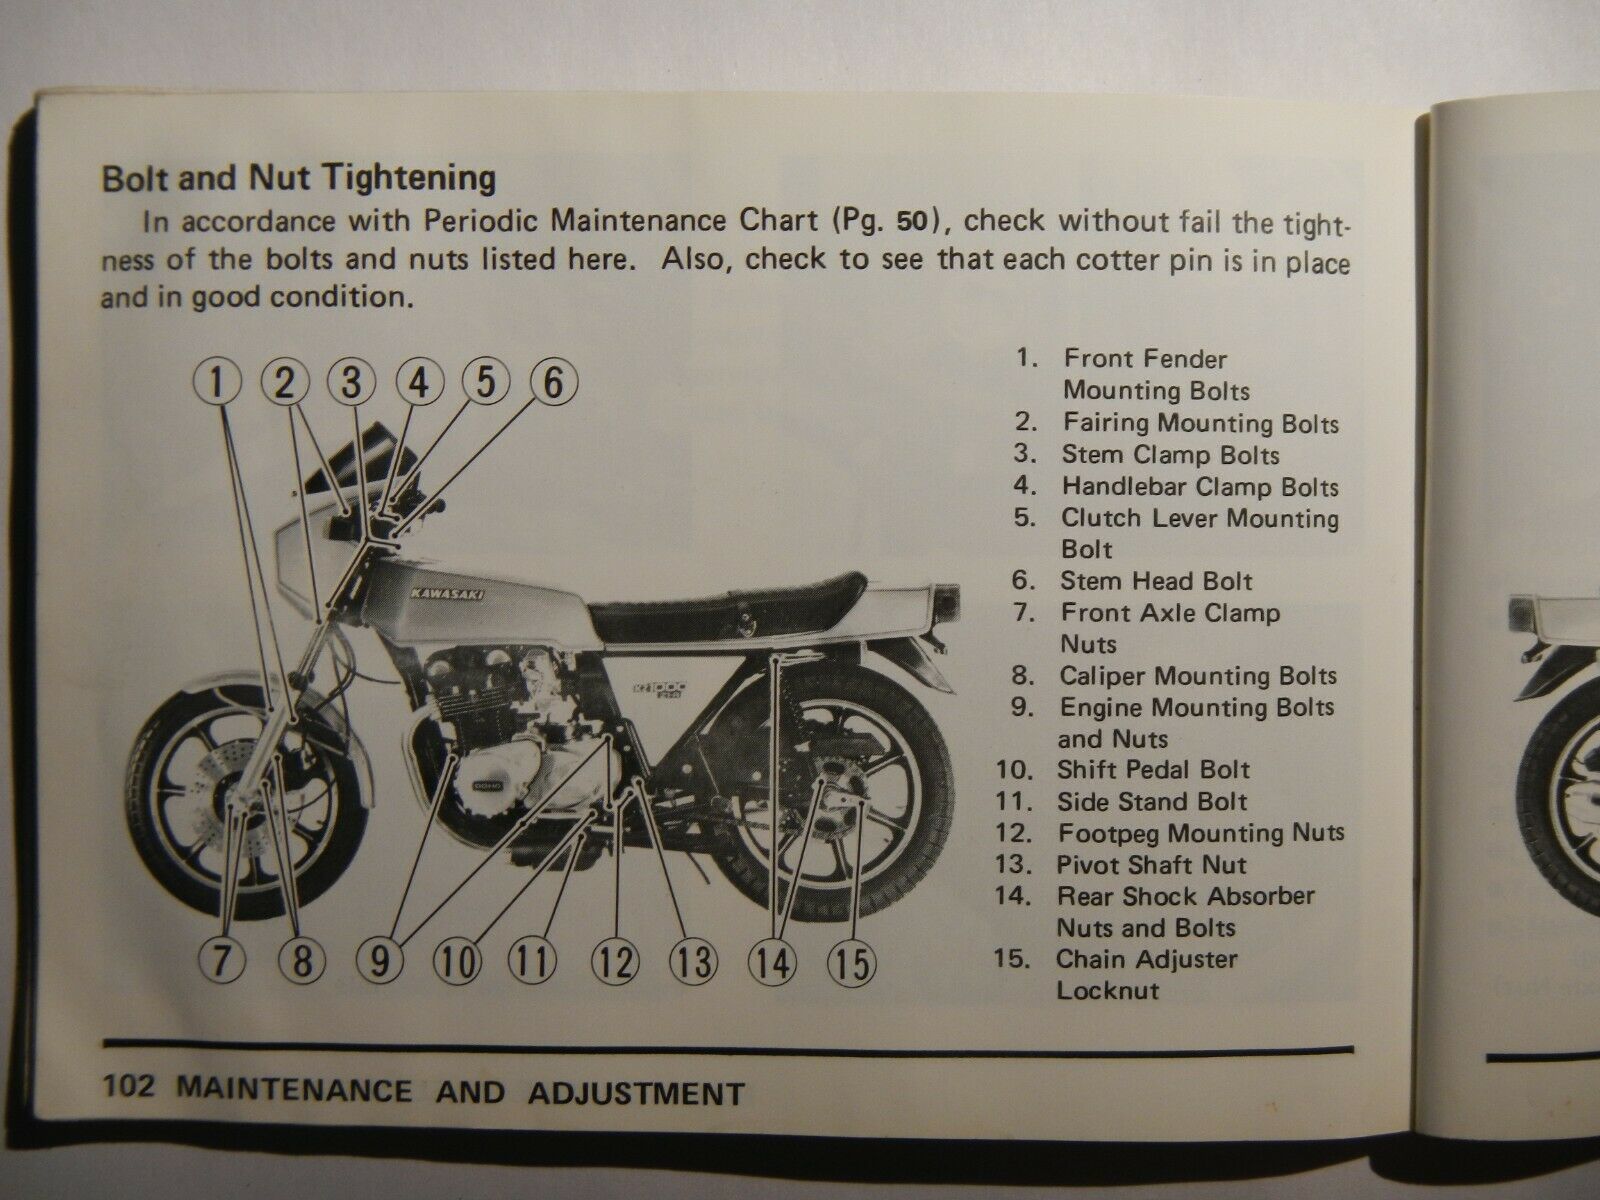 Bolt and Nut Tightening
In accordance with Periodic Maintenance Chart (Pg. 50), check without fail the tight-
ness of the bolts and nuts listed here. Also, check to see that each cotter pin is in place
and in good condition.
1 2 3 4 5 6
KAWASAKI
KZ1000
DOHC
7 8 9 10 11 12 13 14 15
1. Front Fender
Mounting Bolts
2. Fairing Mounting Bolts
3. Stem Clamp Bolts
4. Handlebar Clamp Bolts
5. Clutch Lever Mounting
Bolt
6. Stem Head Bolt
7. Front Axle Clamp
Nuts
8. Caliper Mounting Bolts
9. Engine Mounting Bolts
and Nuts
10. Shift Pedal Bolt
11. Side Stand Bolt
12. Footpeg Mounting Nuts
13. Pivot Shaft Nut
14. Rear Shock Absorber
Nuts and Bolts
15. Chain Adjuster
Locknut
102 MAINTENANCE AND ADJUSTMENT